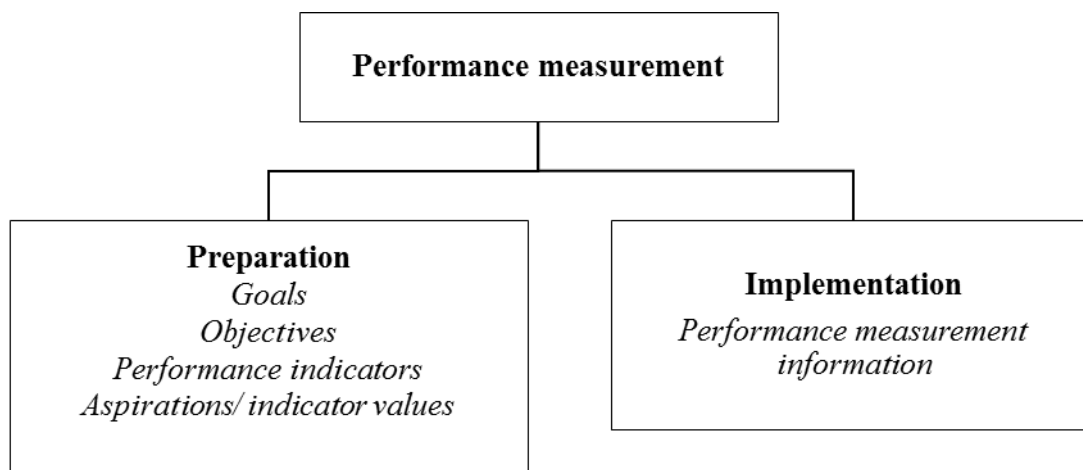 Performance measurement
Preparation
Goals
Objectives
Performance indicators
Aspirations/ indicator values
Implementation
Performance measurement
information